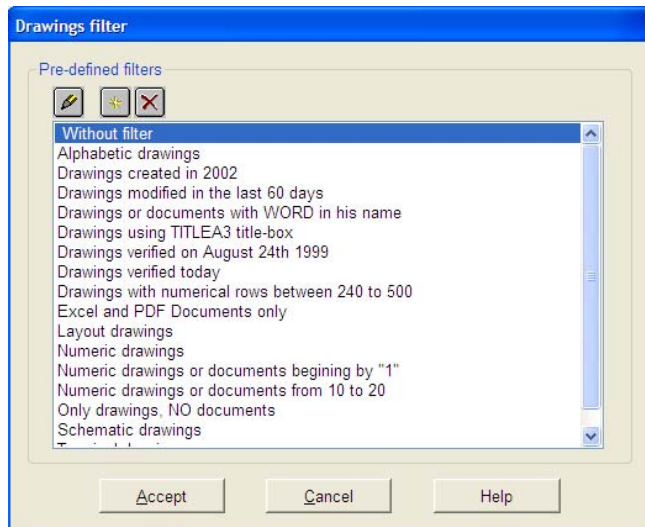 Drawings filter
Pre-defined filters
Without filter
Alphabetic drawings
Drawings created in 2002
Drawings modified in the last 60 days
Drawings or documents with WORD in his name
Drawings using TITLEA3 title-box
Drawings verified on August 24th 1999
Drawings verified today
Drawings with numerical rows between 240 to 500
Excel and PDF Documents only
Layout drawings
Numeric drawings
Numeric drawings or documents begining by "1"
Numeric drawings or documents from 10 to 20
Only drawings, NO documents
Schematic drawings
Accept Cancel Help